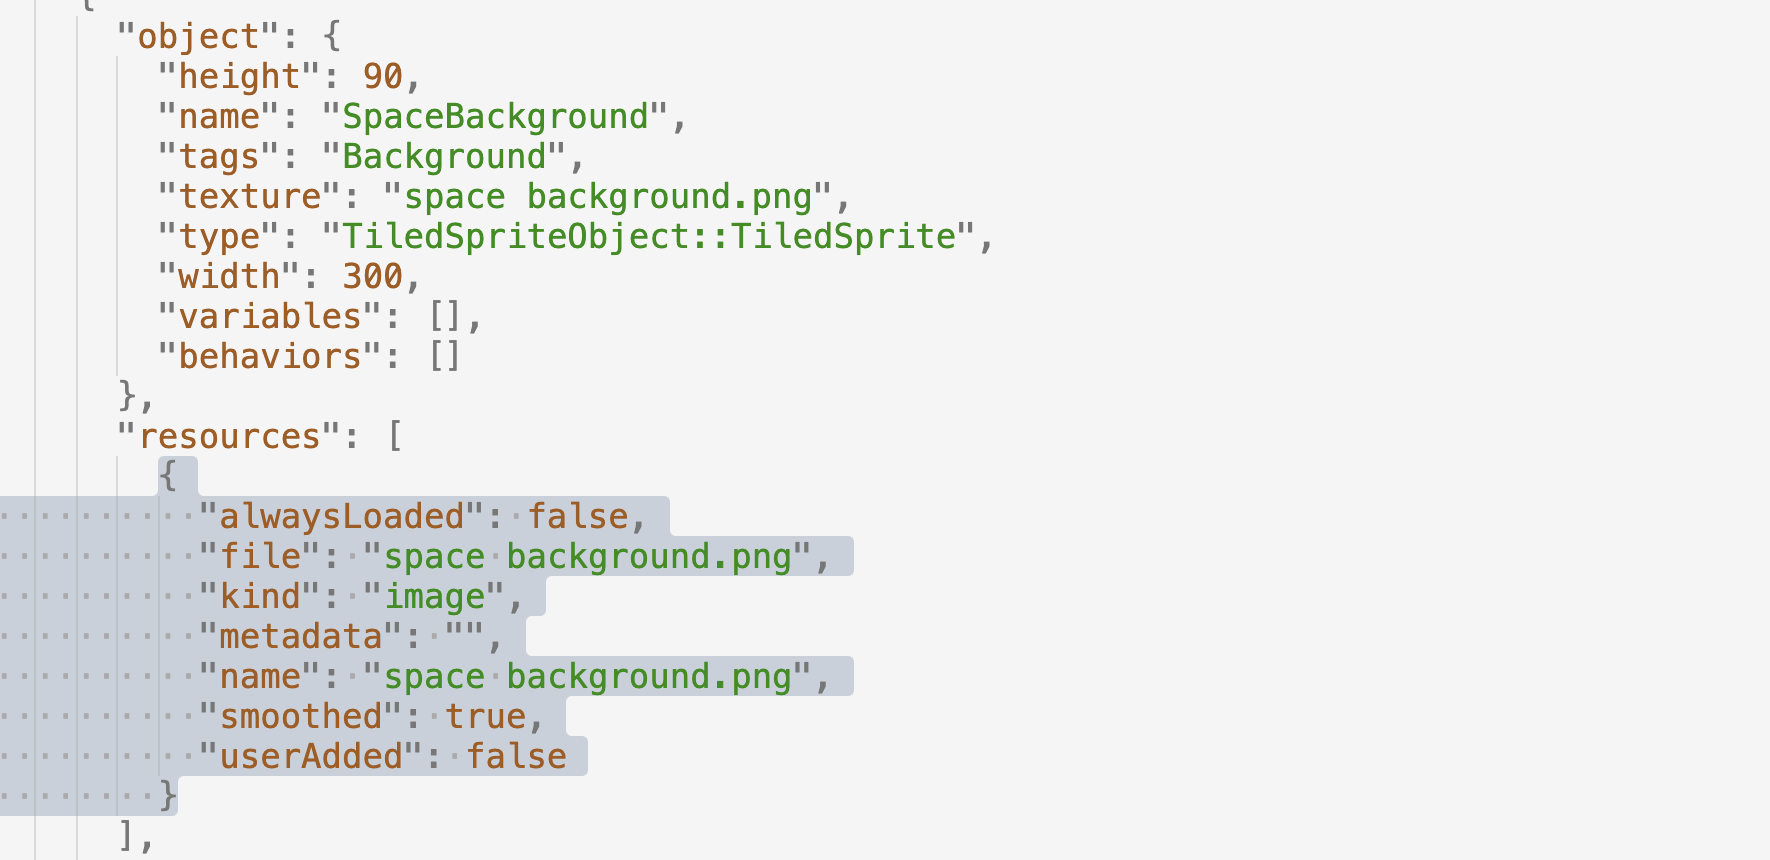 {
"object": {
"height": 90,
"name": "SpaceBackground",
"tags": "Background",
"texture": "space background.png",
"type": "TiledSpriteObject::TiledSprite",
"width": 300,
"variables": [],
"behaviors": []
},
"resources": [
{
"alwaysLoaded": false,
"file": "space background.png",
"kind": "image",
"metadata": "",
"name": "space background.png",
"smoothed": true,
"userAdded": false
}
],